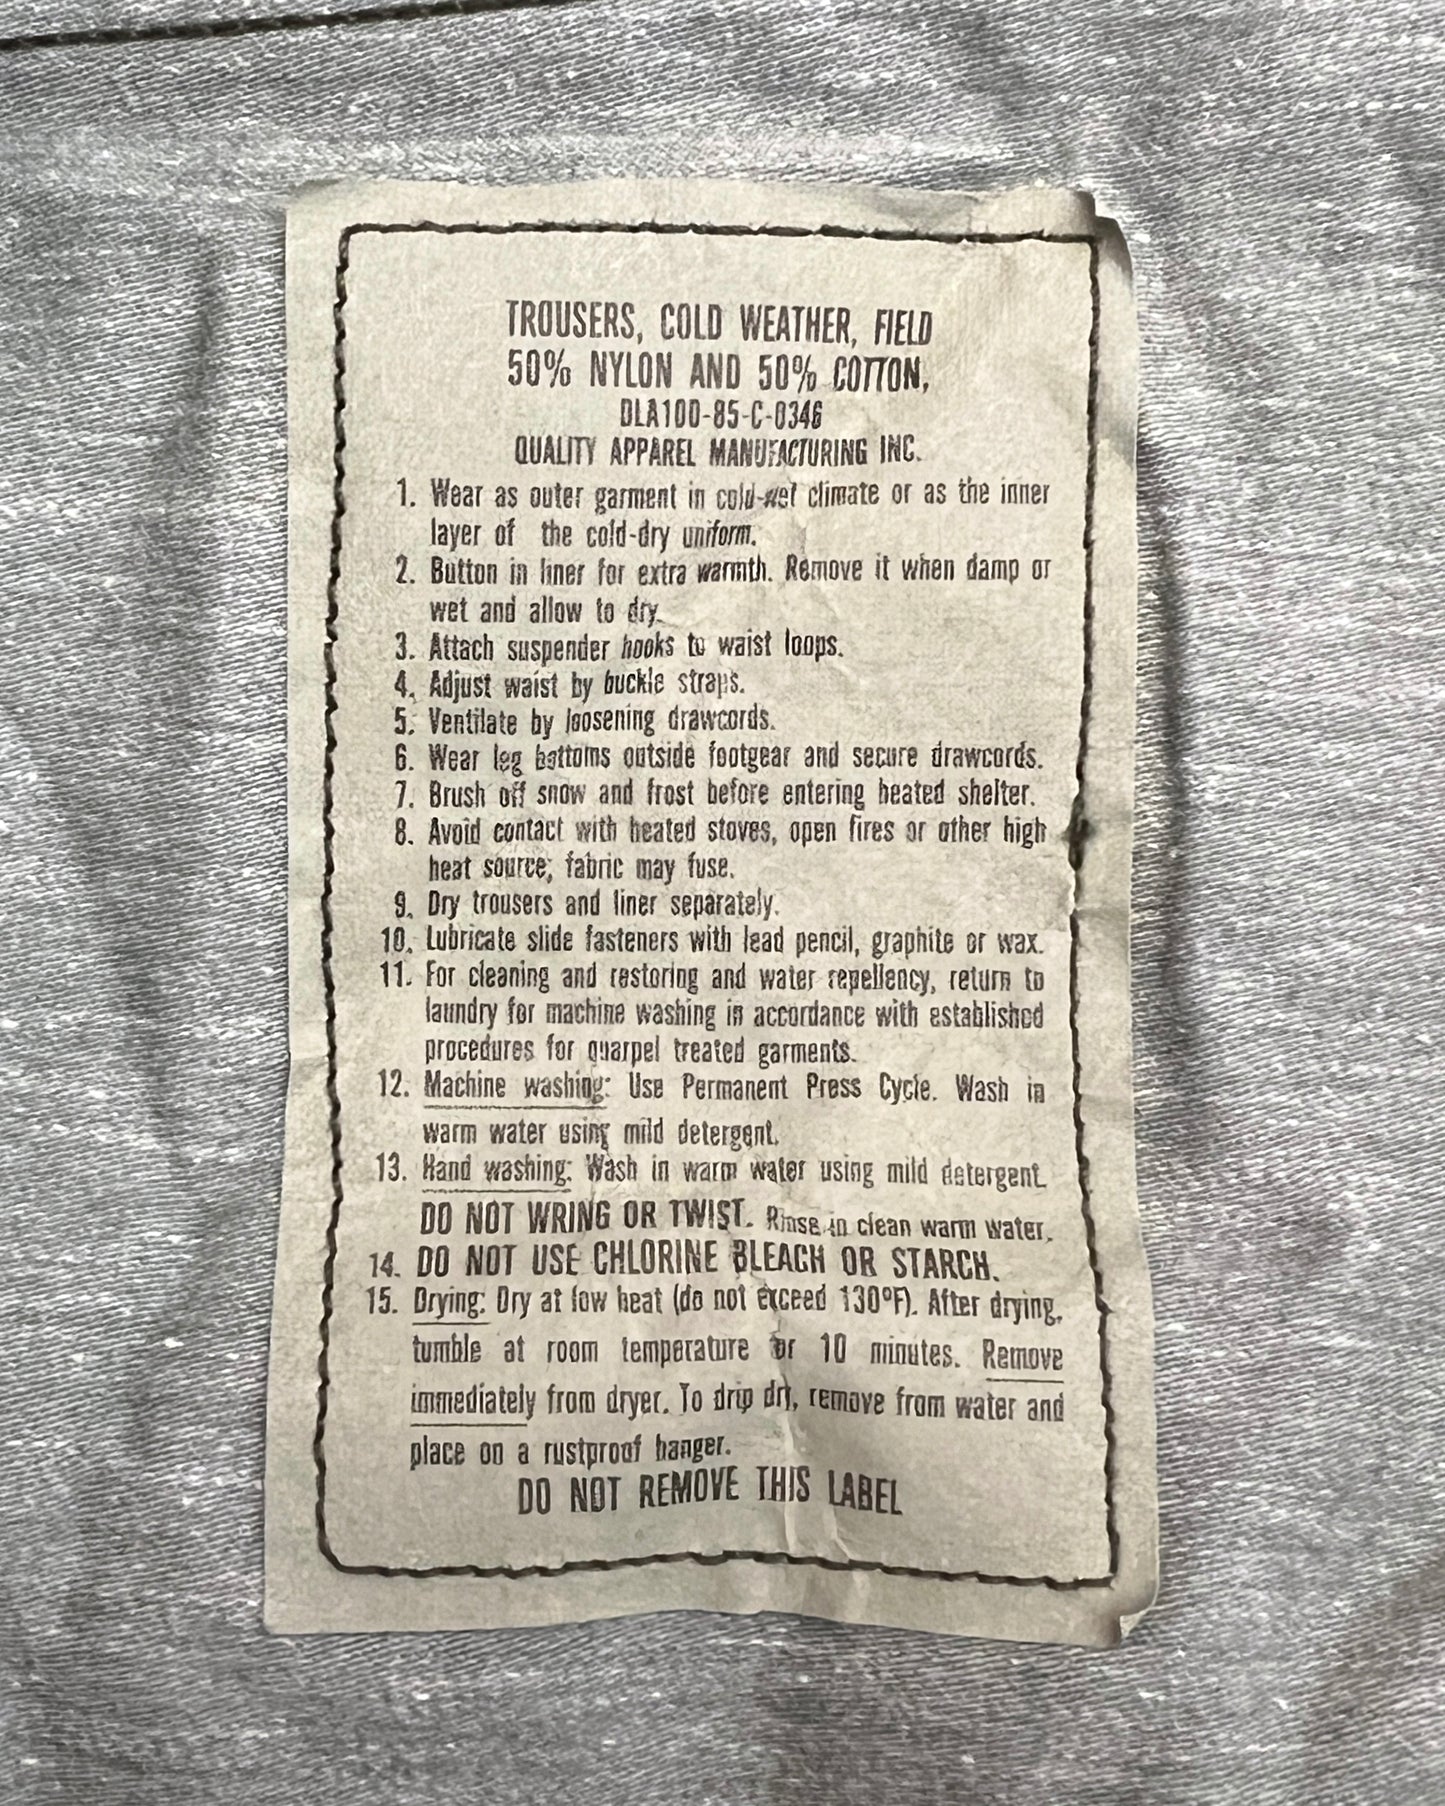 TROUSERS, COLD WEATHER, FIELD
50% NYLON AND 50% COTTON,
DLA100-85-C-0346
QUALITY APPAREL MANUFACTURING INC.
1. Wear as outer garment in cold-wet climate or as the inner
layer of the cold-dry uniform.
2. Button in liner for extra warmth. Remove it when damp or
wet and allow to dry.
3. Attach suspender hooks to waist loops.
4. Adjust waist by buckle straps.
5. Ventilate by loosening drawcords.
6. Wear leg bottoms outside footgear and secure drawcords.
7. Brush off snow and frost before entering heated shelter.
8. Avoid contact with heated stoves, open fires or other high
heat source; fabric may fuse.
9. Dry trousers and liner separately.
10. Lubricate slide fasteners with lead pencil, graphite or wax.
11. For cleaning and restoring and water repellency, return to
laundry for machine washing in accordance with established
procedures for quarpel treated garments.
12. Machine washing: Use Permanent Press Cycle. Wash in
warm water using mild detergent.
13. Hand washing: Wash in warm water using mild detergent.
DO NOT WRING OR TWIST. Rinse in clean warm water.
14. DO NOT USE CHLORINE BLEACH OR STARCH.
15. Drying: Dry at low heat (do not exceed 130°F). After drying,
tumble at room temperature for 10 minutes. Remove
immediately from dryer. To drip dry, remove from water and
place on a rustproof hanger.
DO NOT REMOVE THIS LABEL